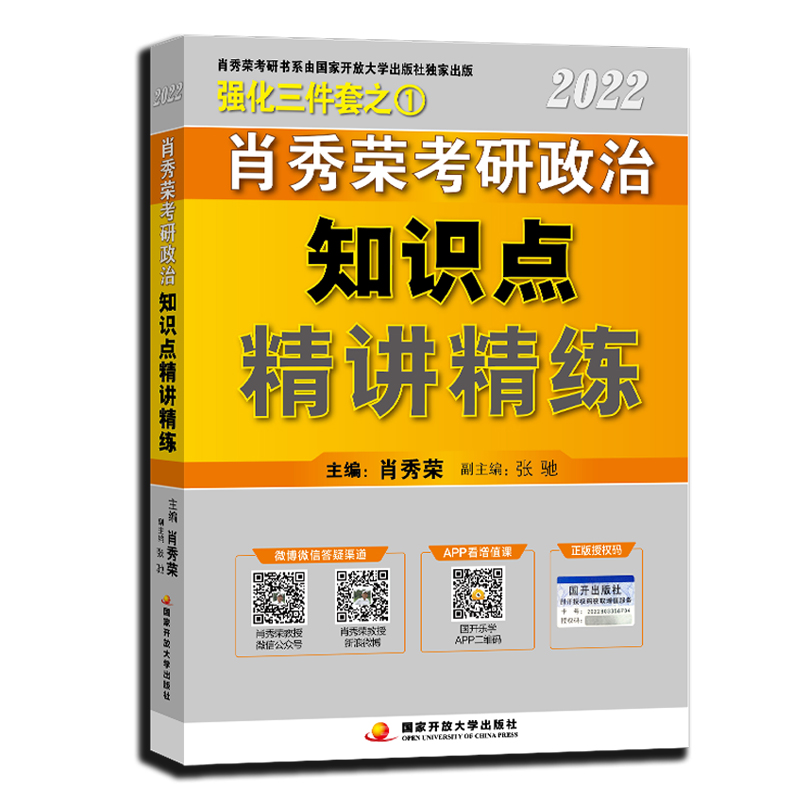 肖秀荣考研书系由国家开放大学出版社独家出版
强化三件套之①
2022
肖秀荣考研政治
知识点
精讲精练
主编：肖秀荣 副主编：张 驰
微博微信答疑渠道
肖秀荣教授
微信公众号
肖秀荣教授
新浪微博
APP看增值课
国开乐学
APP二维码
正版授权码
国开出版社
卡 号：
授权码：
国家开放大学出版社
OPEN UNIVERSITY OF CHINA PRESS
2022
肖秀荣考研政治
知识点精讲精练
主编 肖秀荣
副主编 张驰
国家开放大学出版社